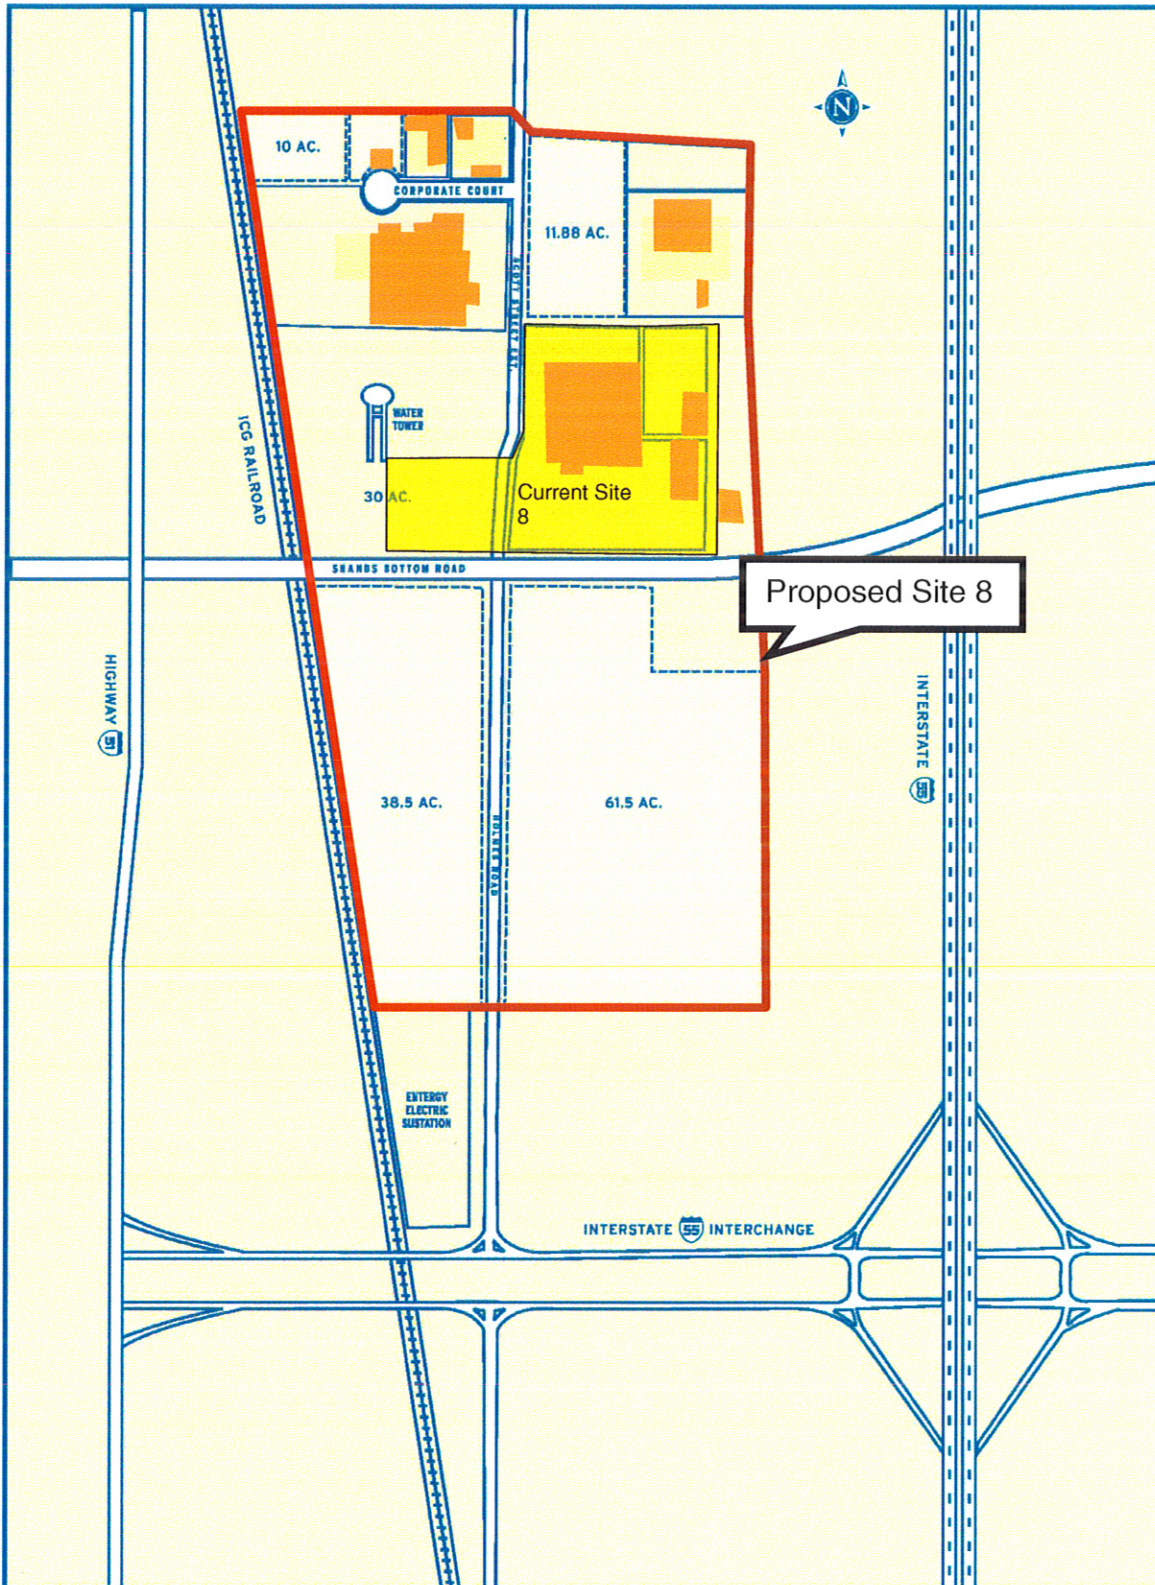 N
10 AC.
CORPORATE COURT
11.88 AC.
SCOTT STREET EXT.
WATER
TOWER
ICG RAILROAD
30 AC.
Current Site
8
SHANDS BOTTOM ROAD
Proposed Site 8
HIGHWAY 51
INTERSTATE 55
38.5 AC.
61.5 AC.
HOLMES ROAD
ENTERGY
ELECTRIC
SUSTATION
INTERSTATE 55 INTERCHANGE